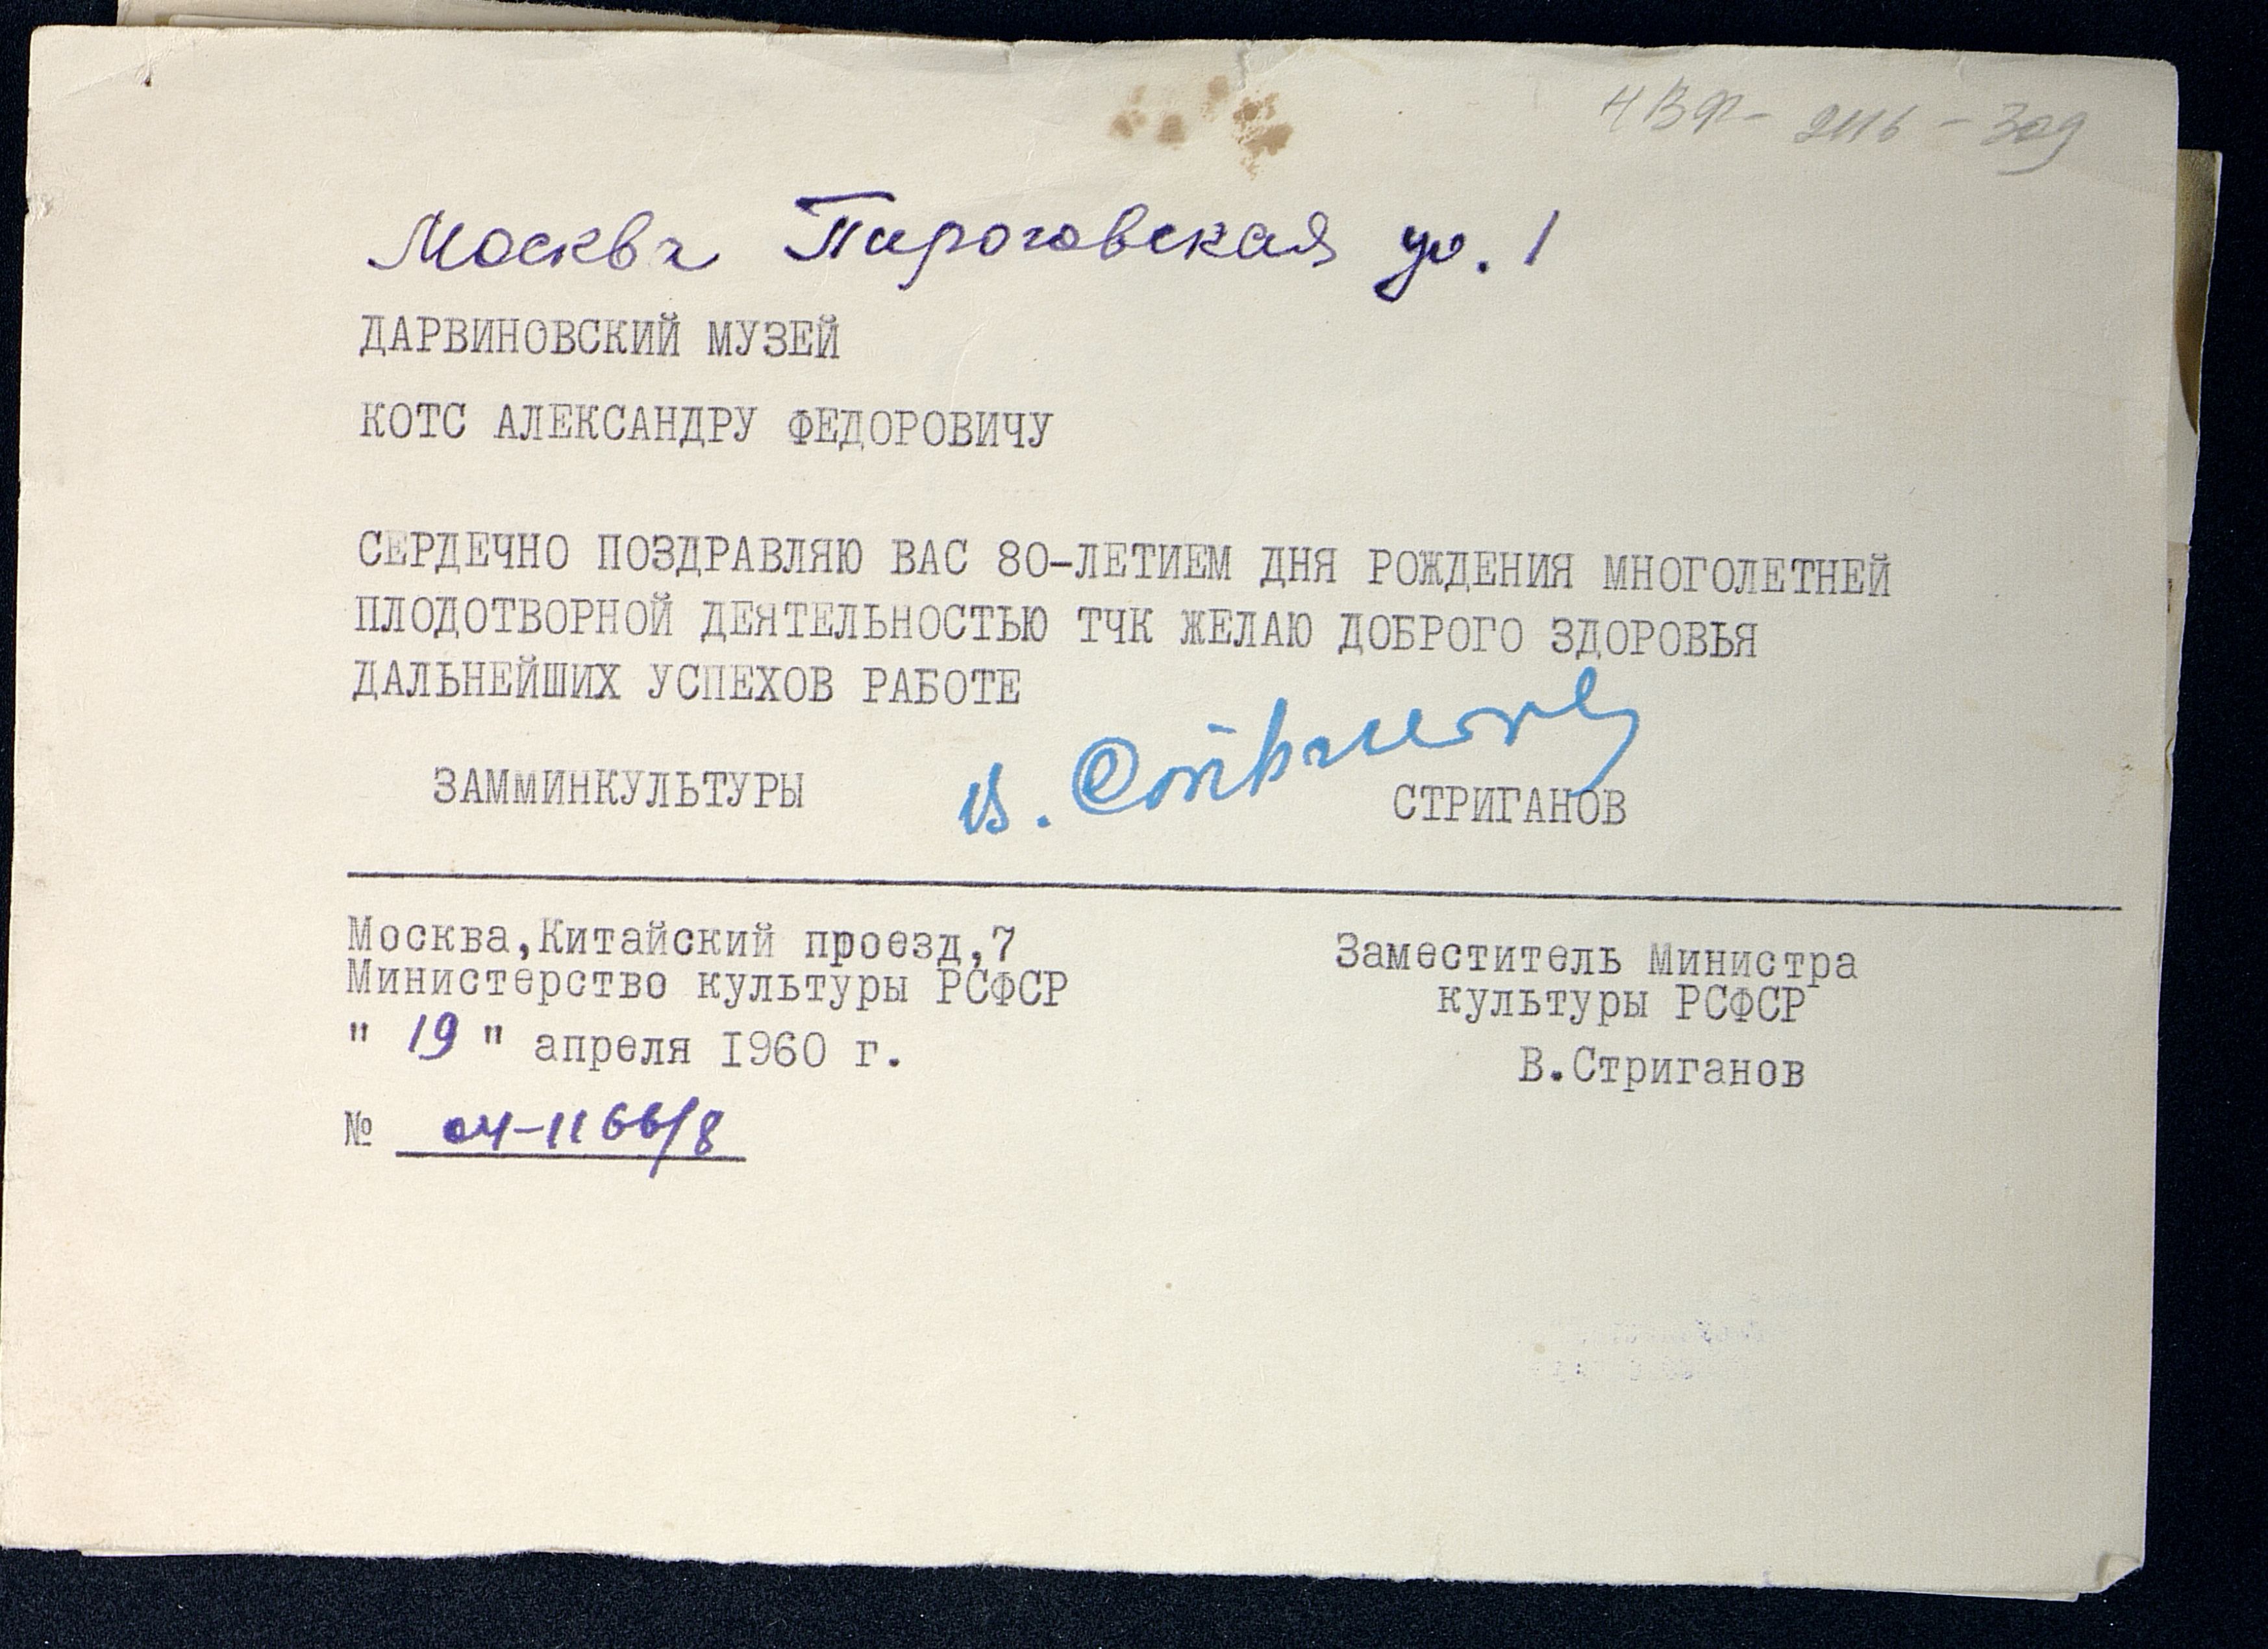 НВФ - 2116 - 309
Москва Пироговская ул. 1
ДАРВИНОВСКИЙ МУЗЕЙ
КОТС АЛЕКСАНДРУ ФЕДОРОВИЧУ
СЕРДЕЧНО ПОЗДРАВЛЯЮ ВАС 80-ЛЕТИЕМ ДНЯ РОЖДЕНИЯ МНОГОЛЕТНЕЙ
ПЛОДОТВОРНОЙ ДЕЯТЕЛЬНОСТЬЮ ТЧК ЖЕЛАЮ ДОБРОГО ЗДОРОВЬЯ
ДАЛЬНЕЙШИХ УСПЕХОВ РАБОТЕ
ЗАМмИНКУЛЬТУРЫ В. Стриганов СТРИГАНОВ
Москва,Китайский проезд,7
Министерство культуры РСФСР
" 19 " апреля I960 г.
№ 04-1166/8
Заместитель Министра
культуры РСФСР
В.Стриганов